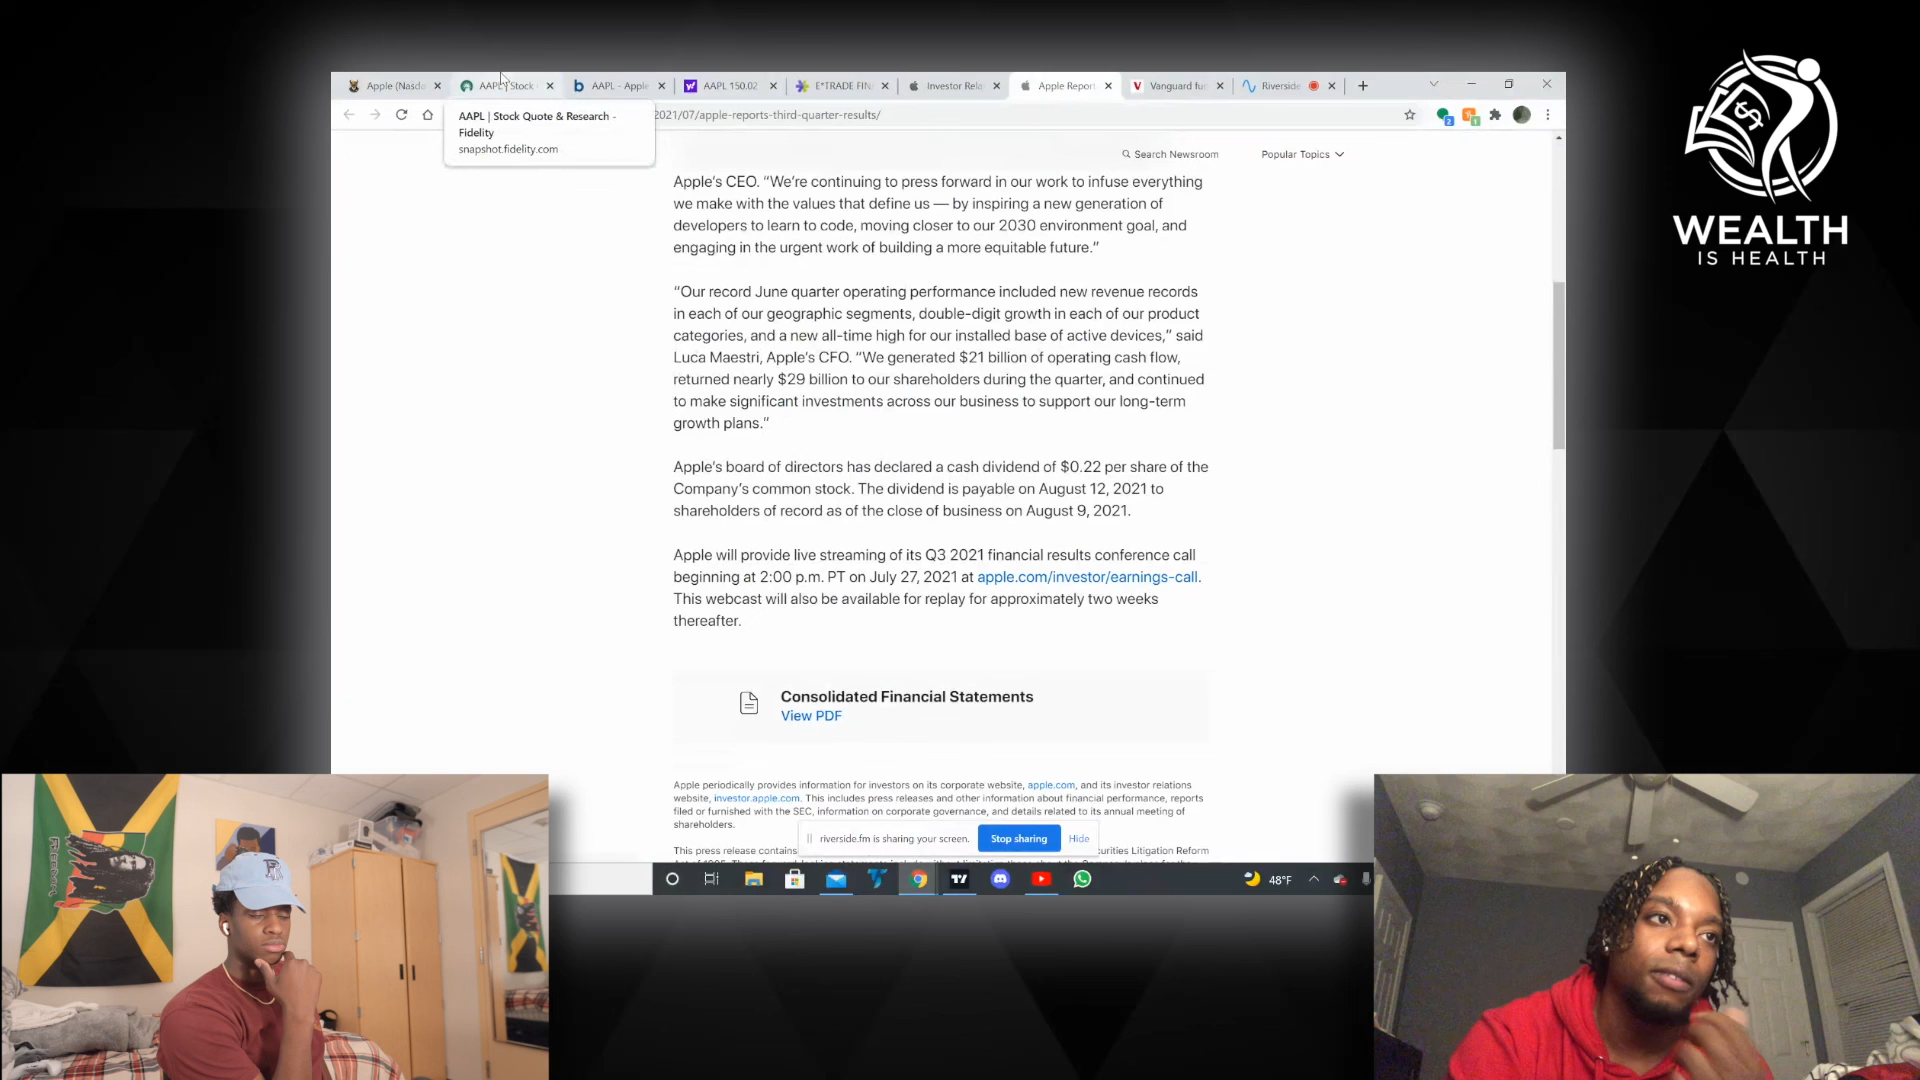 Apple (Nasda
AAPL | Stock
AAPL - Apple
AAPL 150.02
E*TRADE FIN
Investor Rela
Apple Report
Vanguard fu
Riverside
2021/07/apple-reports-third-quarter-results/
AAPL | Stock Quote & Research -
Fidelity
snapshot.fidelity.com
Search Newsroom
Popular Topics
WEALTH
IS HEALTH
Apple's CEO. “We're continuing to press forward in our work to infuse everything
we make with the values that define us — by inspiring a new generation of
developers to learn to code, moving closer to our 2030 environment goal, and
engaging in the urgent work of building a more equitable future.”
“Our record June quarter operating performance included new revenue records
in each of our geographic segments, double-digit growth in each of our product
categories, and a new all-time high for our installed base of active devices,” said
Luca Maestri, Apple's CFO. “We generated $21 billion of operating cash flow,
returned nearly $29 billion to our shareholders during the quarter, and continued
to make significant investments across our business to support our long-term
growth plans.”
Apple's board of directors has declared a cash dividend of $0.22 per share of the
Company's common stock. The dividend is payable on August 12, 2021 to
shareholders of record as of the close of business on August 9, 2021.
Apple will provide live streaming of its Q3 2021 financial results conference call
beginning at 2:00 p.m. PT on July 27, 2021 at apple.com/investor/earnings-call.
This webcast will also be available for replay for approximately two weeks
thereafter.
Consolidated Financial Statements
View PDF
Apple periodically provides information for investors on its corporate website, apple.com, and its investor relations
website, investor.apple.com. This includes press releases and other information about financial performance, reports
filed or furnished with the SEC, information on corporate governance, and details related to its annual meeting of
shareholders.
riverside.fm is sharing your screen.
Stop sharing
Hide
This press release contains
curities Litigation Reform
48°F
FREEDOM